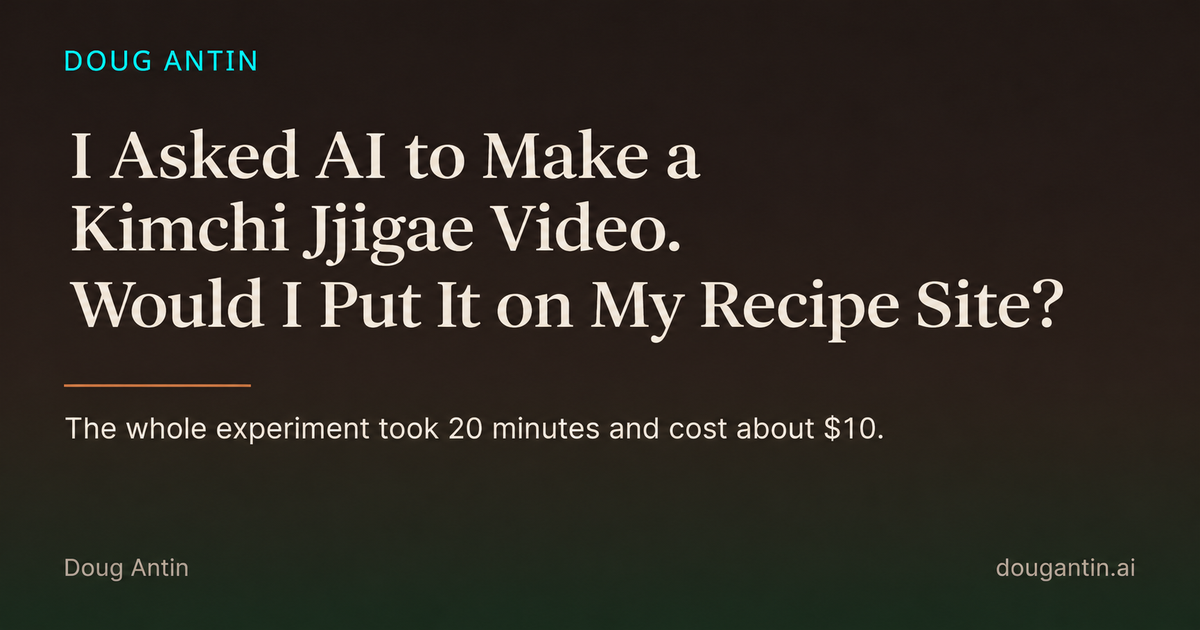 DOUG ANTIN
I Asked AI to Make a
Kimchi Jjigae Video.
Would I Put It on My Recipe Site?
The whole experiment took 20 minutes and cost about $10.
Doug Antin
dougantin.ai